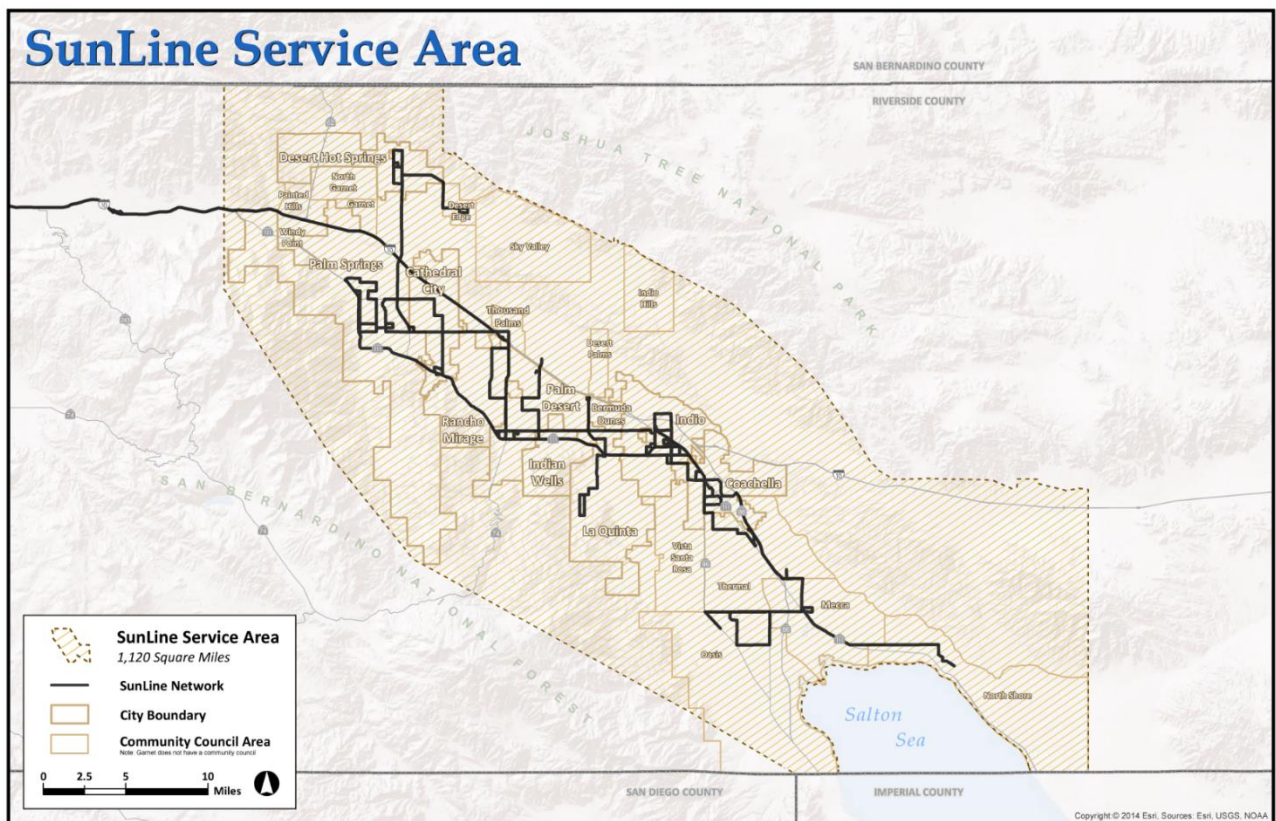 SunLine Service Area
SAN BERNARDINO COUNTY
RIVERSIDE COUNTY
JOSHUA TREE NATIONAL PARK
Desert Hot Springs
North
Garnet
Painted
Hills
Garnet
Desert
Edge
Windy
Point
Sky Valley
Palm Springs
Cathedral
City
Indio
Hills
Thousand
Palms
Desert
Palms
Palm
Desert
Bermuda
Dunes
Rancho
Mirage
Indio
Indian
Wells
Coachella
SAN BERNARDINO NATIONAL FOREST
La Quinta
Vista
Santa
Rosa
Thermal
Mecca
Oasis
North Shore
Salton
Sea
SunLine Service Area
1,120 Square Miles
SunLine Network
City Boundary
Community Council Area
Note: Garnet does not have a community council
0 2.5 5 10
Miles
SAN DIEGO COUNTY
IMPERIAL COUNTY
Copyright © 2014 Esri, Sources: Esri, USGS, NOAA